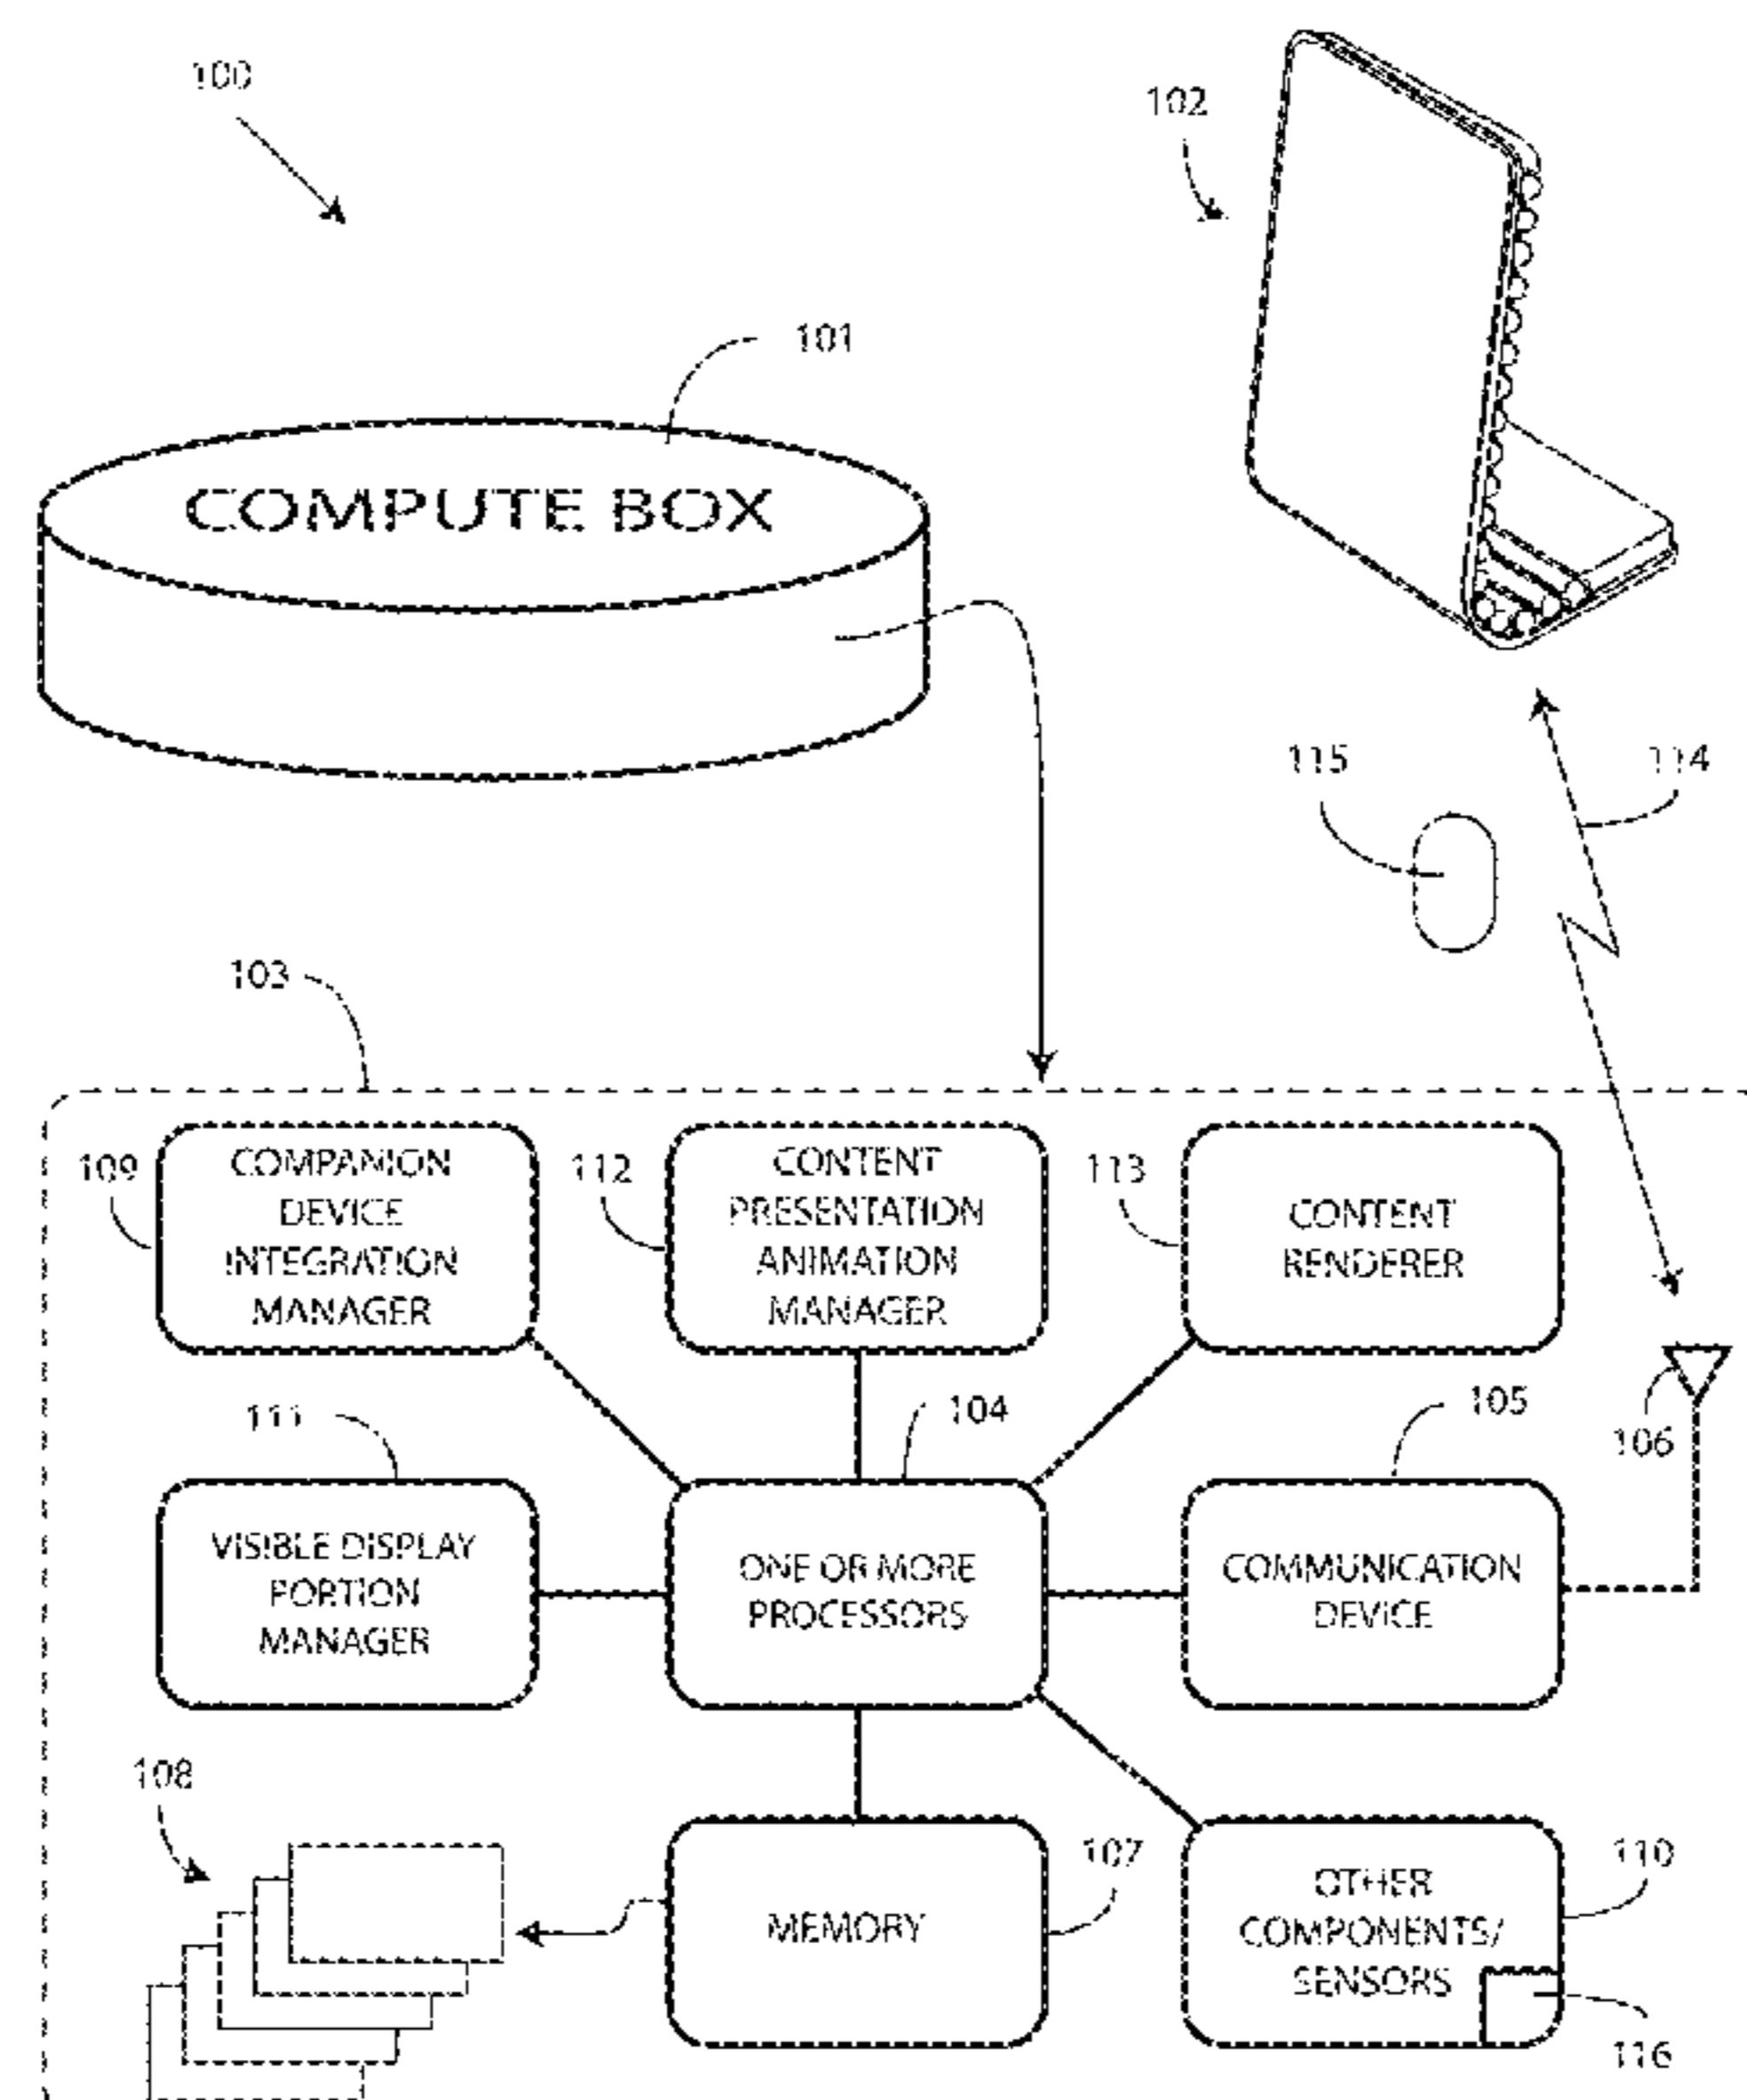 100
102
101
COMPUTE BOX
115
114
103
109
COMPANION
DEVICE
INTEGRATION
MANAGER
112
CONTENT
PRESENTATION
ANIMATION
MANAGER
113
CONTENT
RENDERER
111
104
105
106
VISIBLE DISPLAY
PORTION
MANAGER
ONE OR MORE
PROCESSORS
COMMUNICATION
DEVICE
108
MEMORY
107
OTHER
COMPONENTS/
SENSORS
110
116